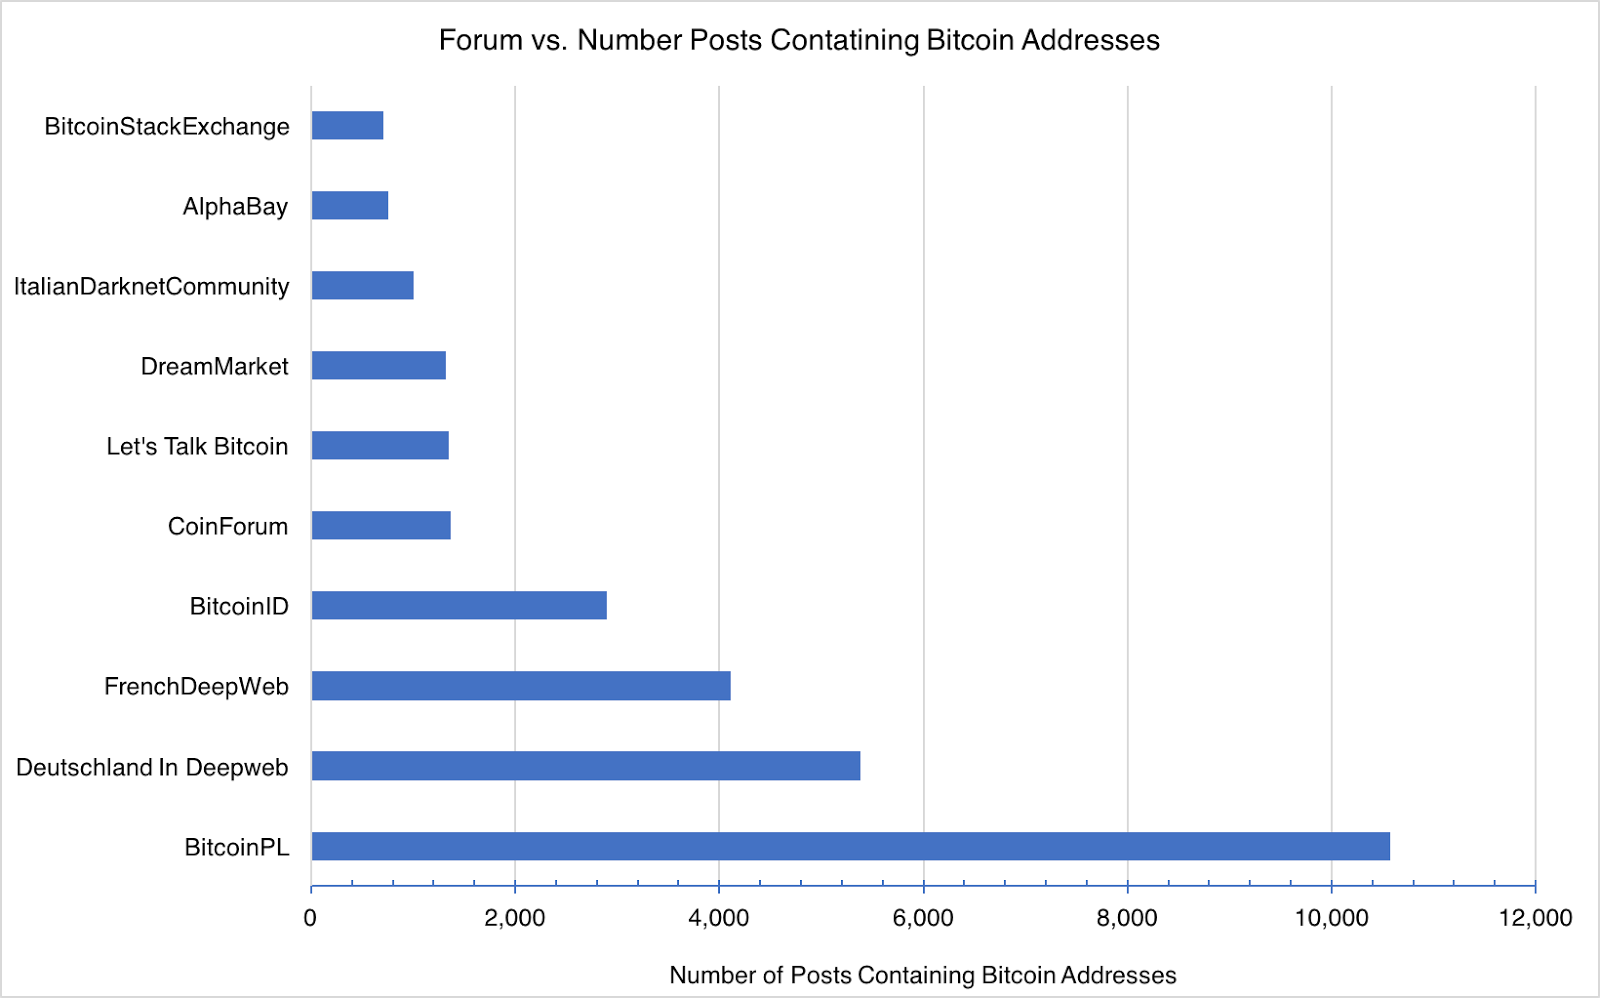 Forum vs. Number Posts Contatining Bitcoin Addresses
BitcoinStackExchange
AlphaBay
ItalianDarknetCommunity
DreamMarket
Let's Talk Bitcoin
CoinForum
BitcoinID
FrenchDeepWeb
Deutschland In Deepweb
BitcoinPL
0 2,000 4,000 6,000 8,000 10,000 12,000
Number of Posts Containing Bitcoin Addresses